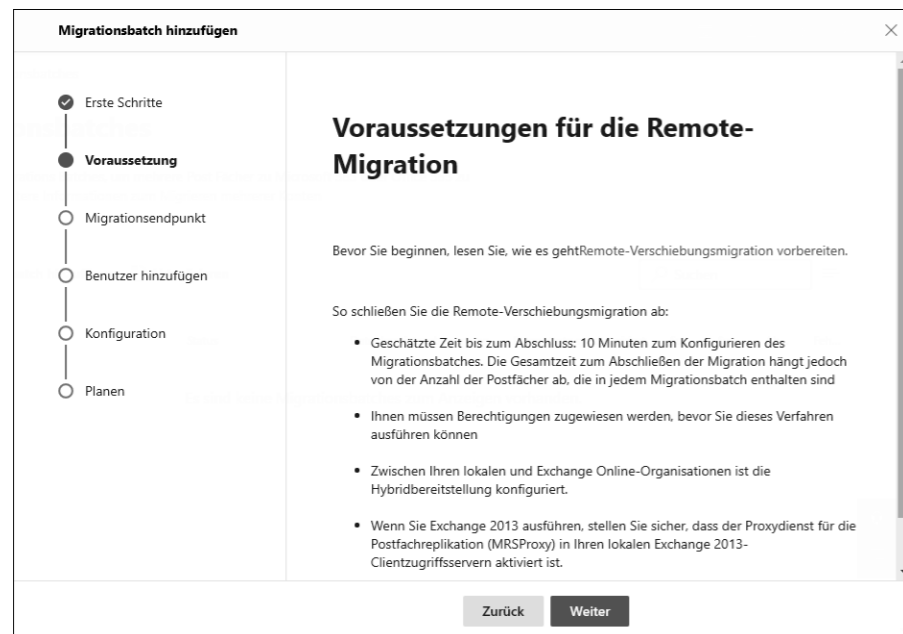 Migrationsbatch hinzufügen
Erste Schritte
Voraussetzung
Migrationsendpunkt
Benutzer hinzufügen
Konfiguration
Planen
Voraussetzungen für die Remote-
Migration
Bevor Sie beginnen, lesen Sie, wie es gehtRemote-Verschiebungsmigration vorbereiten.
So schließen Sie die Remote-Verschiebungsmigration ab:
• Geschätzte Zeit bis zum Abschluss: 10 Minuten zum Konfigurieren des
Migrationsbatches. Die Gesamtzeit zum Abschließen der Migration hängt jedoch
von der Anzahl der Postfächer ab, die in jedem Migrationsbatch enthalten sind
• Ihnen müssen Berechtigungen zugewiesen werden, bevor Sie dieses Verfahren
ausführen können
• Zwischen Ihren lokalen und Exchange Online-Organisationen ist die
Hybridbereitstellung konfiguriert.
• Wenn Sie Exchange 2013 ausführen, stellen Sie sicher, dass der Proxydienst für die
Postfachreplikation (MRSProxy) in Ihren lokalen Exchange 2013-
Clientzugriffsservern aktiviert ist.
Zurück
Weiter